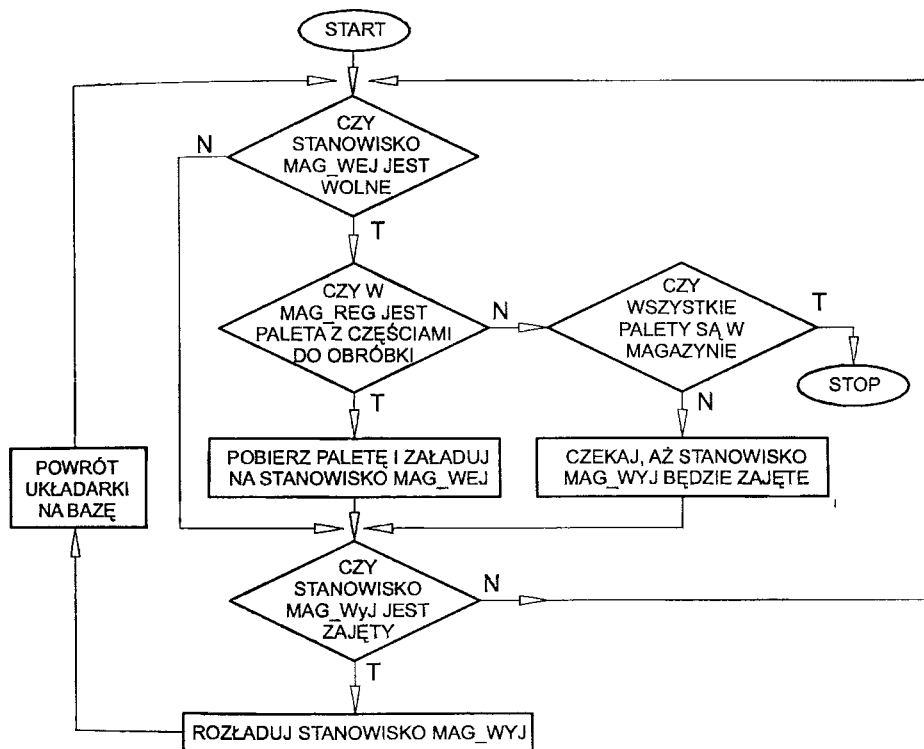 START
CZY
STANOWISKO
MAG_WEJ JEST
WOLNE
N
T
CZY W
MAG_REG JEST
PALETA Z CZĘŚCIAMI
DO OBRÓBKI
N
T
CZY
WSZYSTKIE
PALETY SĄ W
MAGAZYNIE
T
N
STOP
POBIERZ PALETĘ I ZAŁADUJ
NA STANOWISKO MAG_WEJ
CZEKAJ, AŻ STANOWISKO
MAG_WYJ BĘDZIE ZAJĘTE
POWRÓT
UKŁADARKI
NA BAZĘ
CZY
STANOWISKO
MAG_WyJ JEST
ZAJĘTY
N
T
ROZŁADUJ STANOWISKO MAG_WYJ